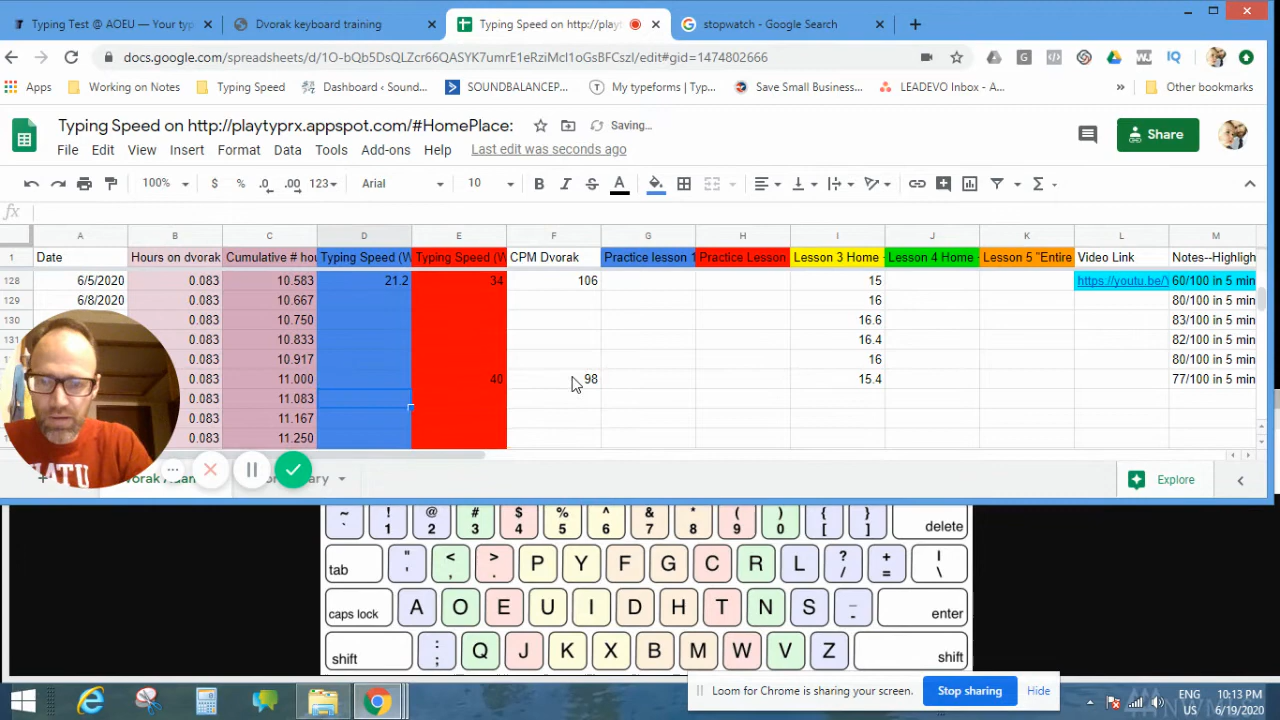 Typing Test @ AOEU — Your typ
Dvorak keyboard training
Typing Speed on http://playt
stopwatch - Google Search
docs.google.com/spreadsheets/d/1O-bOb5DsQLZcr66QASYK7umrE1eRziMcI1oGsBFCszI/edit#gid=1474802666
Apps Working on Notes Typing Speed Dashboard ‹ Sound... SOUNDBALANCEP... My typeforms | Typ... Save Small Business... LEADEVO Inbox - A... » Other bookmarks
Typing Speed on http://playtyprx.appspot.com/#HomePlace: Saving...
Share
File Edit View Insert Format Data Tools Add-ons Help Last edit was seconds ago
100% $ % .0 .00 123 Arial 10 B I S A
fx
A B C D E F G H I J K L M
1 Date Hours on dvorak Cumulative # hou Typing Speed (W Typing Speed (W CPM Dvorak Practice lesson 1 Practice Lesson Lesson 3 Home Lesson 4 Home Lesson 5 "Entire Video Link Notes--Highligh
128 6/5/2020 0.083 10.583 21.2 34 106 15 https://youtu.be/ 60/100 in 5 min
129 6/8/2020 0.083 10.667 16 80/100 in 5 min
130 0.083 10.750 16.6 83/100 in 5 min
131 0.083 10.833 16.4 82/100 in 5 min
0.083 10.917 16 80/100 in 5 min
0.083 11.000 40 98 15.4 77/100 in 5 min
0.083 11.083
0.083 11.167
0.083 11.250
Explore
~ ` ! 1 @ 2 # 3 $ 4 % 5 ^ 6 & 7 * 8 ( 9 ) 0 { [ } ] delete
tab " ' < , > . P Y F G C R L ? / + = | \
caps lock A O E U I D H T N S _ - enter
shift : ; Q J K X B M W V Z shift
Loom for Chrome is sharing your screen. Stop sharing Hide
ENG
US
10:13 PM
6/19/2020